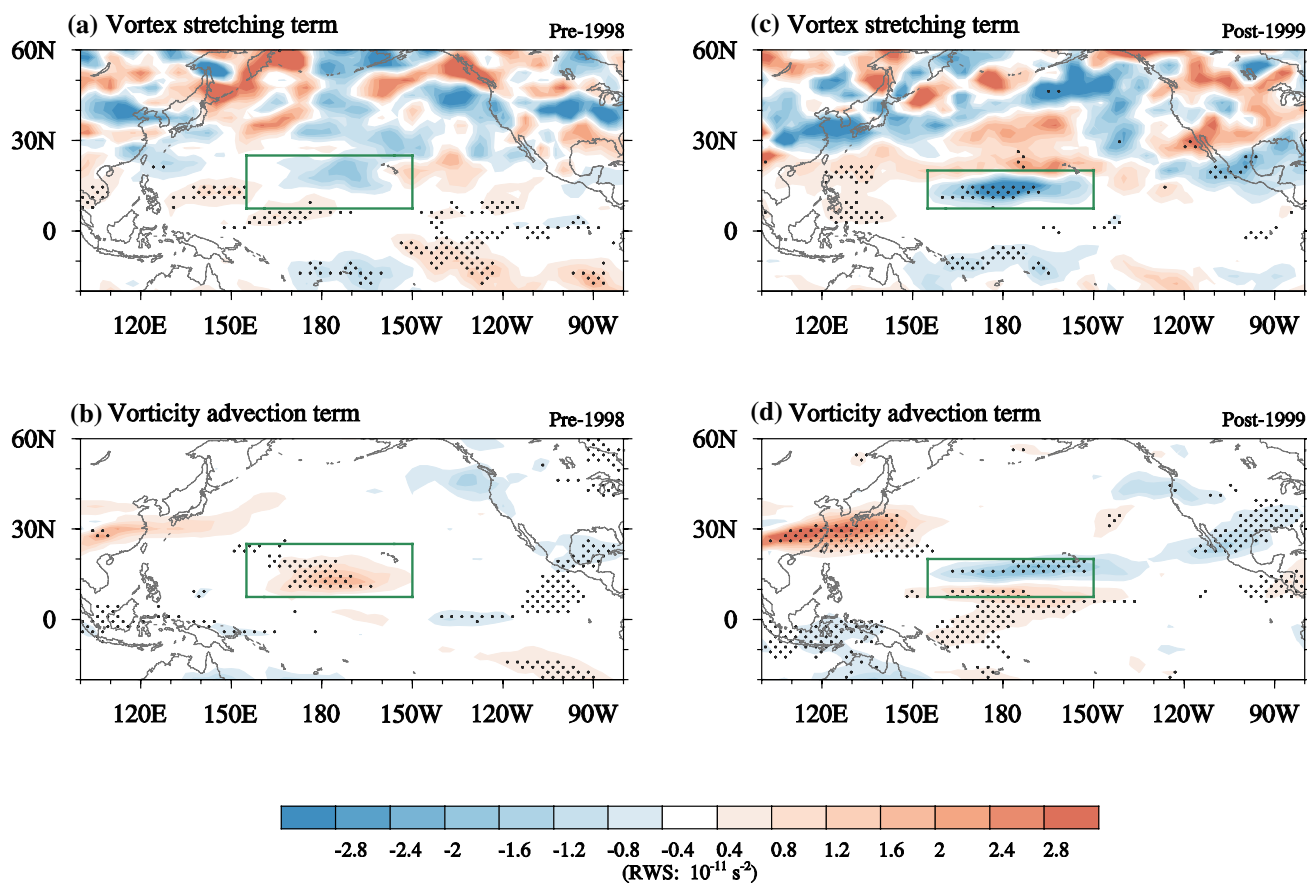 (a) Vortex stretching term
Pre-1998
60N
30N
0
120E 150E 180 150W 120W 90W
(c) Vortex stretching term
Post-1999
60N
30N
0
120E 150E 180 150W 120W 90W
(b) Vorticity advection term
Pre-1998
60N
30N
0
120E 150E 180 150W 120W 90W
(d) Vorticity advection term
Post-1999
60N
30N
0
120E 150E 180 150W 120W 90W
-2.8 -2.4 -2 -1.6 -1.2 -0.8 -0.4 0.4 0.8 1.2 1.6 2 2.4 2.8
(RWS: 10⁻¹¹ s⁻²)